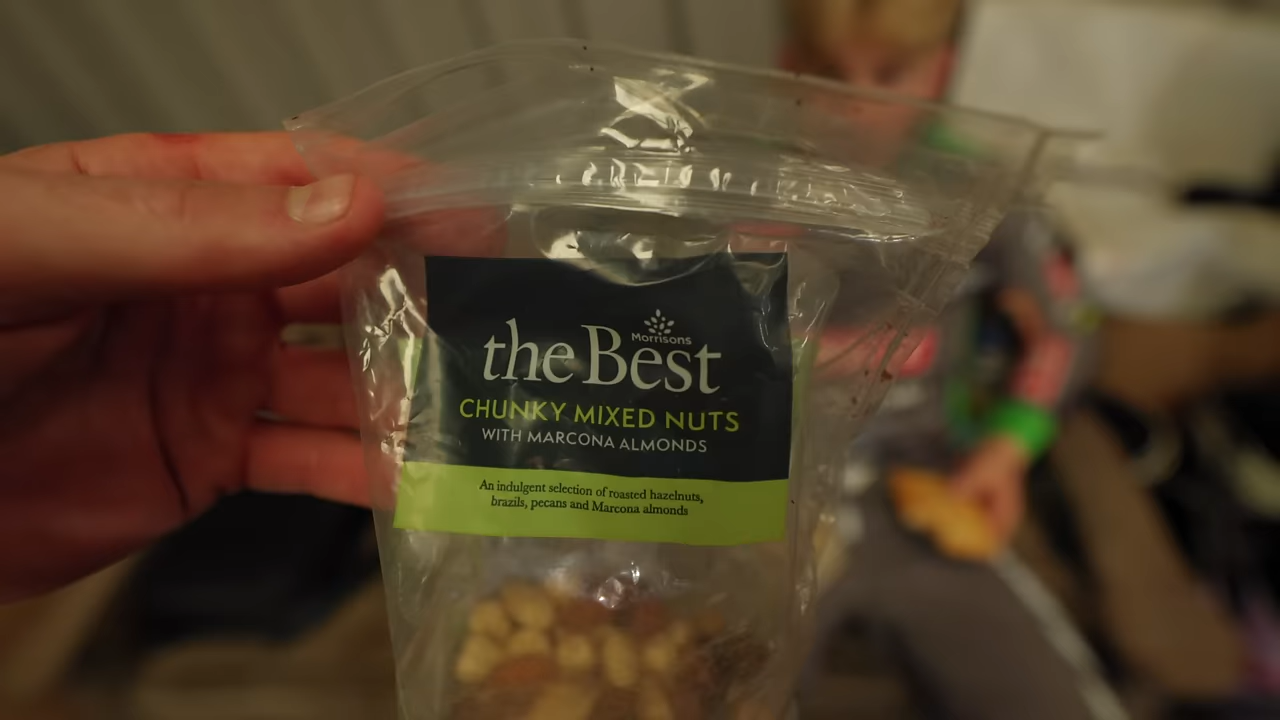 Morrisons
the Best
CHUNKY MIXED NUTS
WITH MARCONA ALMONDS
An indulgent selection of roasted hazelnuts,
brazils, pecans and Marcona almonds